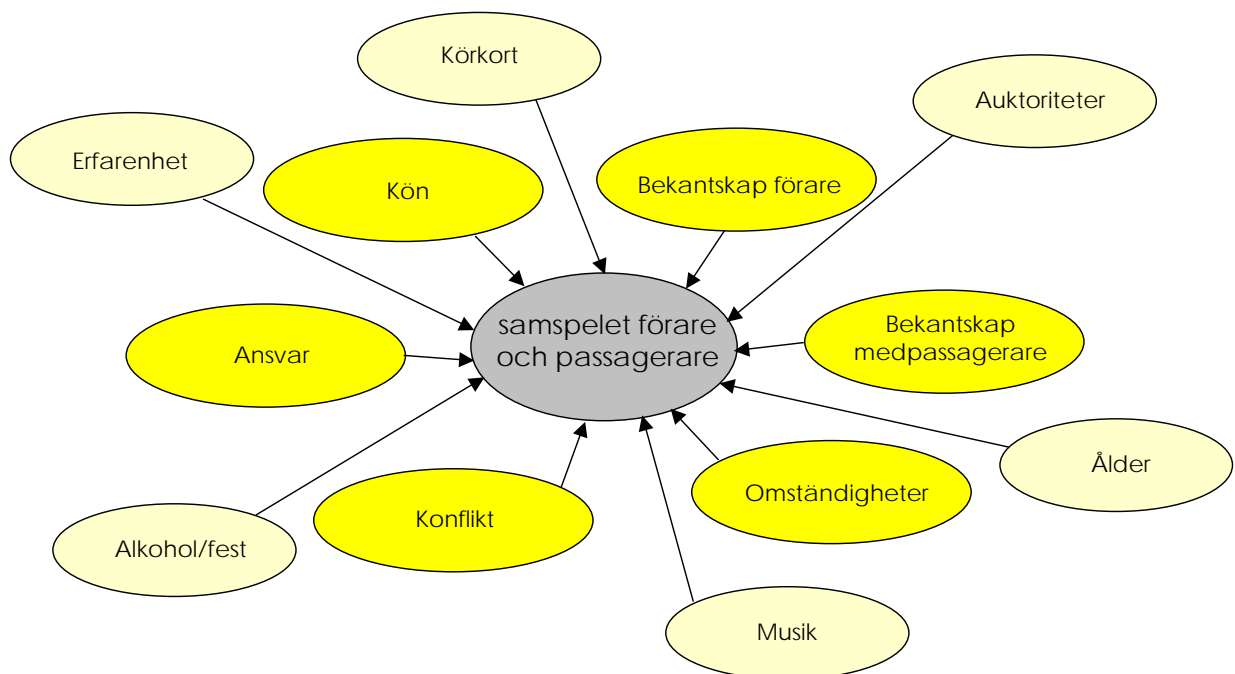 Körkort
Auktoriteter
Erfarenhet
Kön
Bekantskap förare
samspelet förare
och passagerare
Bekantskap
medpassagerare
Ansvar
Ålder
Omständigheter
Konflikt
Alkohol/fest
Musik